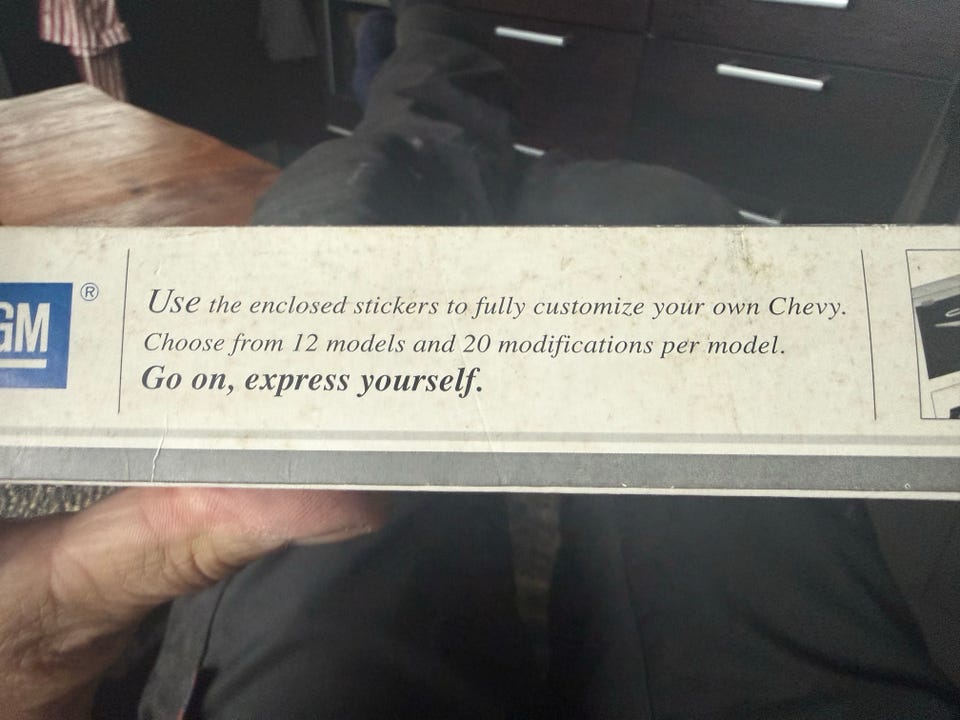 GM ®
Use the enclosed stickers to fully customize your own Chevy.
Choose from 12 models and 20 modifications per model.
Go on, express yourself.